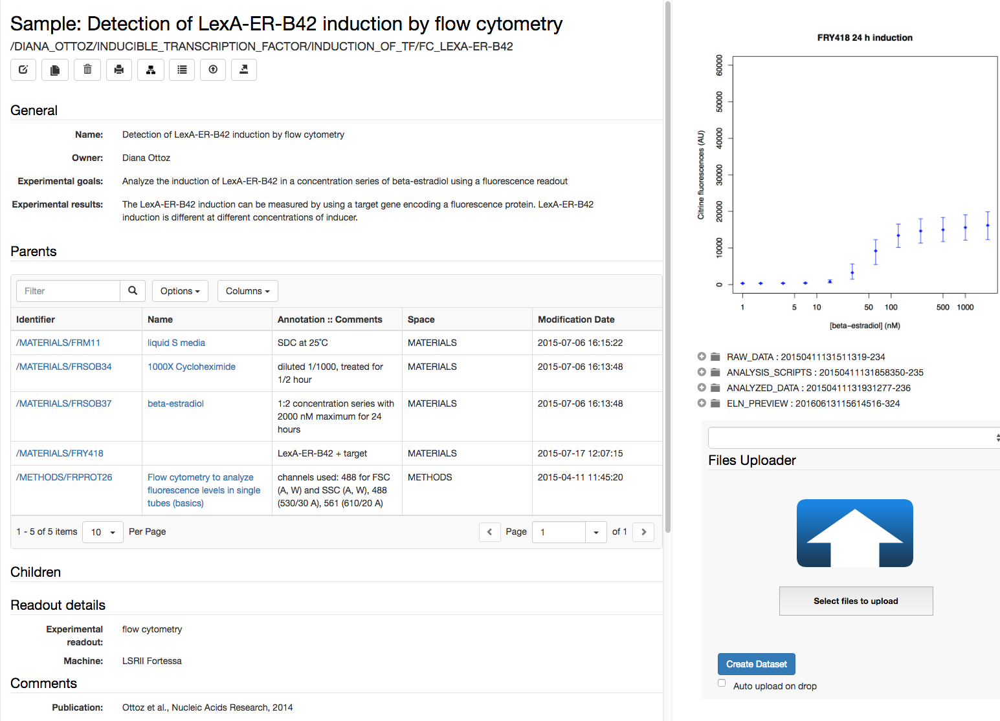 Sample: Detection of LexA-ER-B42 induction by flow cytometry
/DIANA_OTTOZ/INDUCIBLE_TRANSCRIPTION_FACTOR/INDUCTION_OF_TF/FC_LEXA-ER-B42
General
Name: Detection of LexA-ER-B42 induction by flow cytometry
Owner: Diana Ottoz
Experimental goals: Analyze the induction of LexA-ER-B42 in a concentration series of beta-estradiol using a fluorescence readout
Experimental results: The LexA-ER-B42 induction can be measured by using a target gene encoding a fluorescence protein. LexA-ER-B42
induction is different at different concentrations of inducer.
Parents
Filter Options Columns
Identifier Name Annotation :: Comments Space Modification Date
/MATERIALS/FRM11 liquid S media SDC at 25°C MATERIALS 2015-07-06 16:15:22
/MATERIALS/FRSOB34 1000X Cycloheximide diluted 1/1000, treated for MATERIALS 2015-07-06 16:13:48
1/2 hour
/MATERIALS/FRSOB37 beta-estradiol 1:2 concentration series with MATERIALS 2015-07-06 16:13:48
2000 nM maximum for 24
hours
/MATERIALS/FRY418 LexA-ER-B42 + target MATERIALS 2015-07-17 12:07:15
/METHODS/FRPROT26 Flow cytometry to analyze channels used: 488 for FSC METHODS 2015-04-11 11:45:20
fluorescence levels in single (A, W) and SSC (A, W), 488
tubes (basics) (530/30 A), 561 (610/20 A)
1 - 5 of 5 items 10 Per Page Page 1 of 1
Children
Readout details
Experimental flow cytometry
readout:
Machine: LSRII Fortessa
Comments
Publication: Ottoz et al., Nucleic Acids Research, 2014
FRY418 24 h induction
Citrine fluorescences (AU)
60000
50000
40000
30000
20000
10000
0
1 5 10 50 100 500 1000
[beta-estradiol] (nM)
RAW_DATA : 20150411131511319-234
ANALYSIS_SCRIPTS : 20150411131858350-235
ANALYZED_DATA : 20150411131931277-236
ELN_PREVIEW : 20160613115614516-324
Files Uploader
Select files to upload
Create Dataset
Auto upload on drop